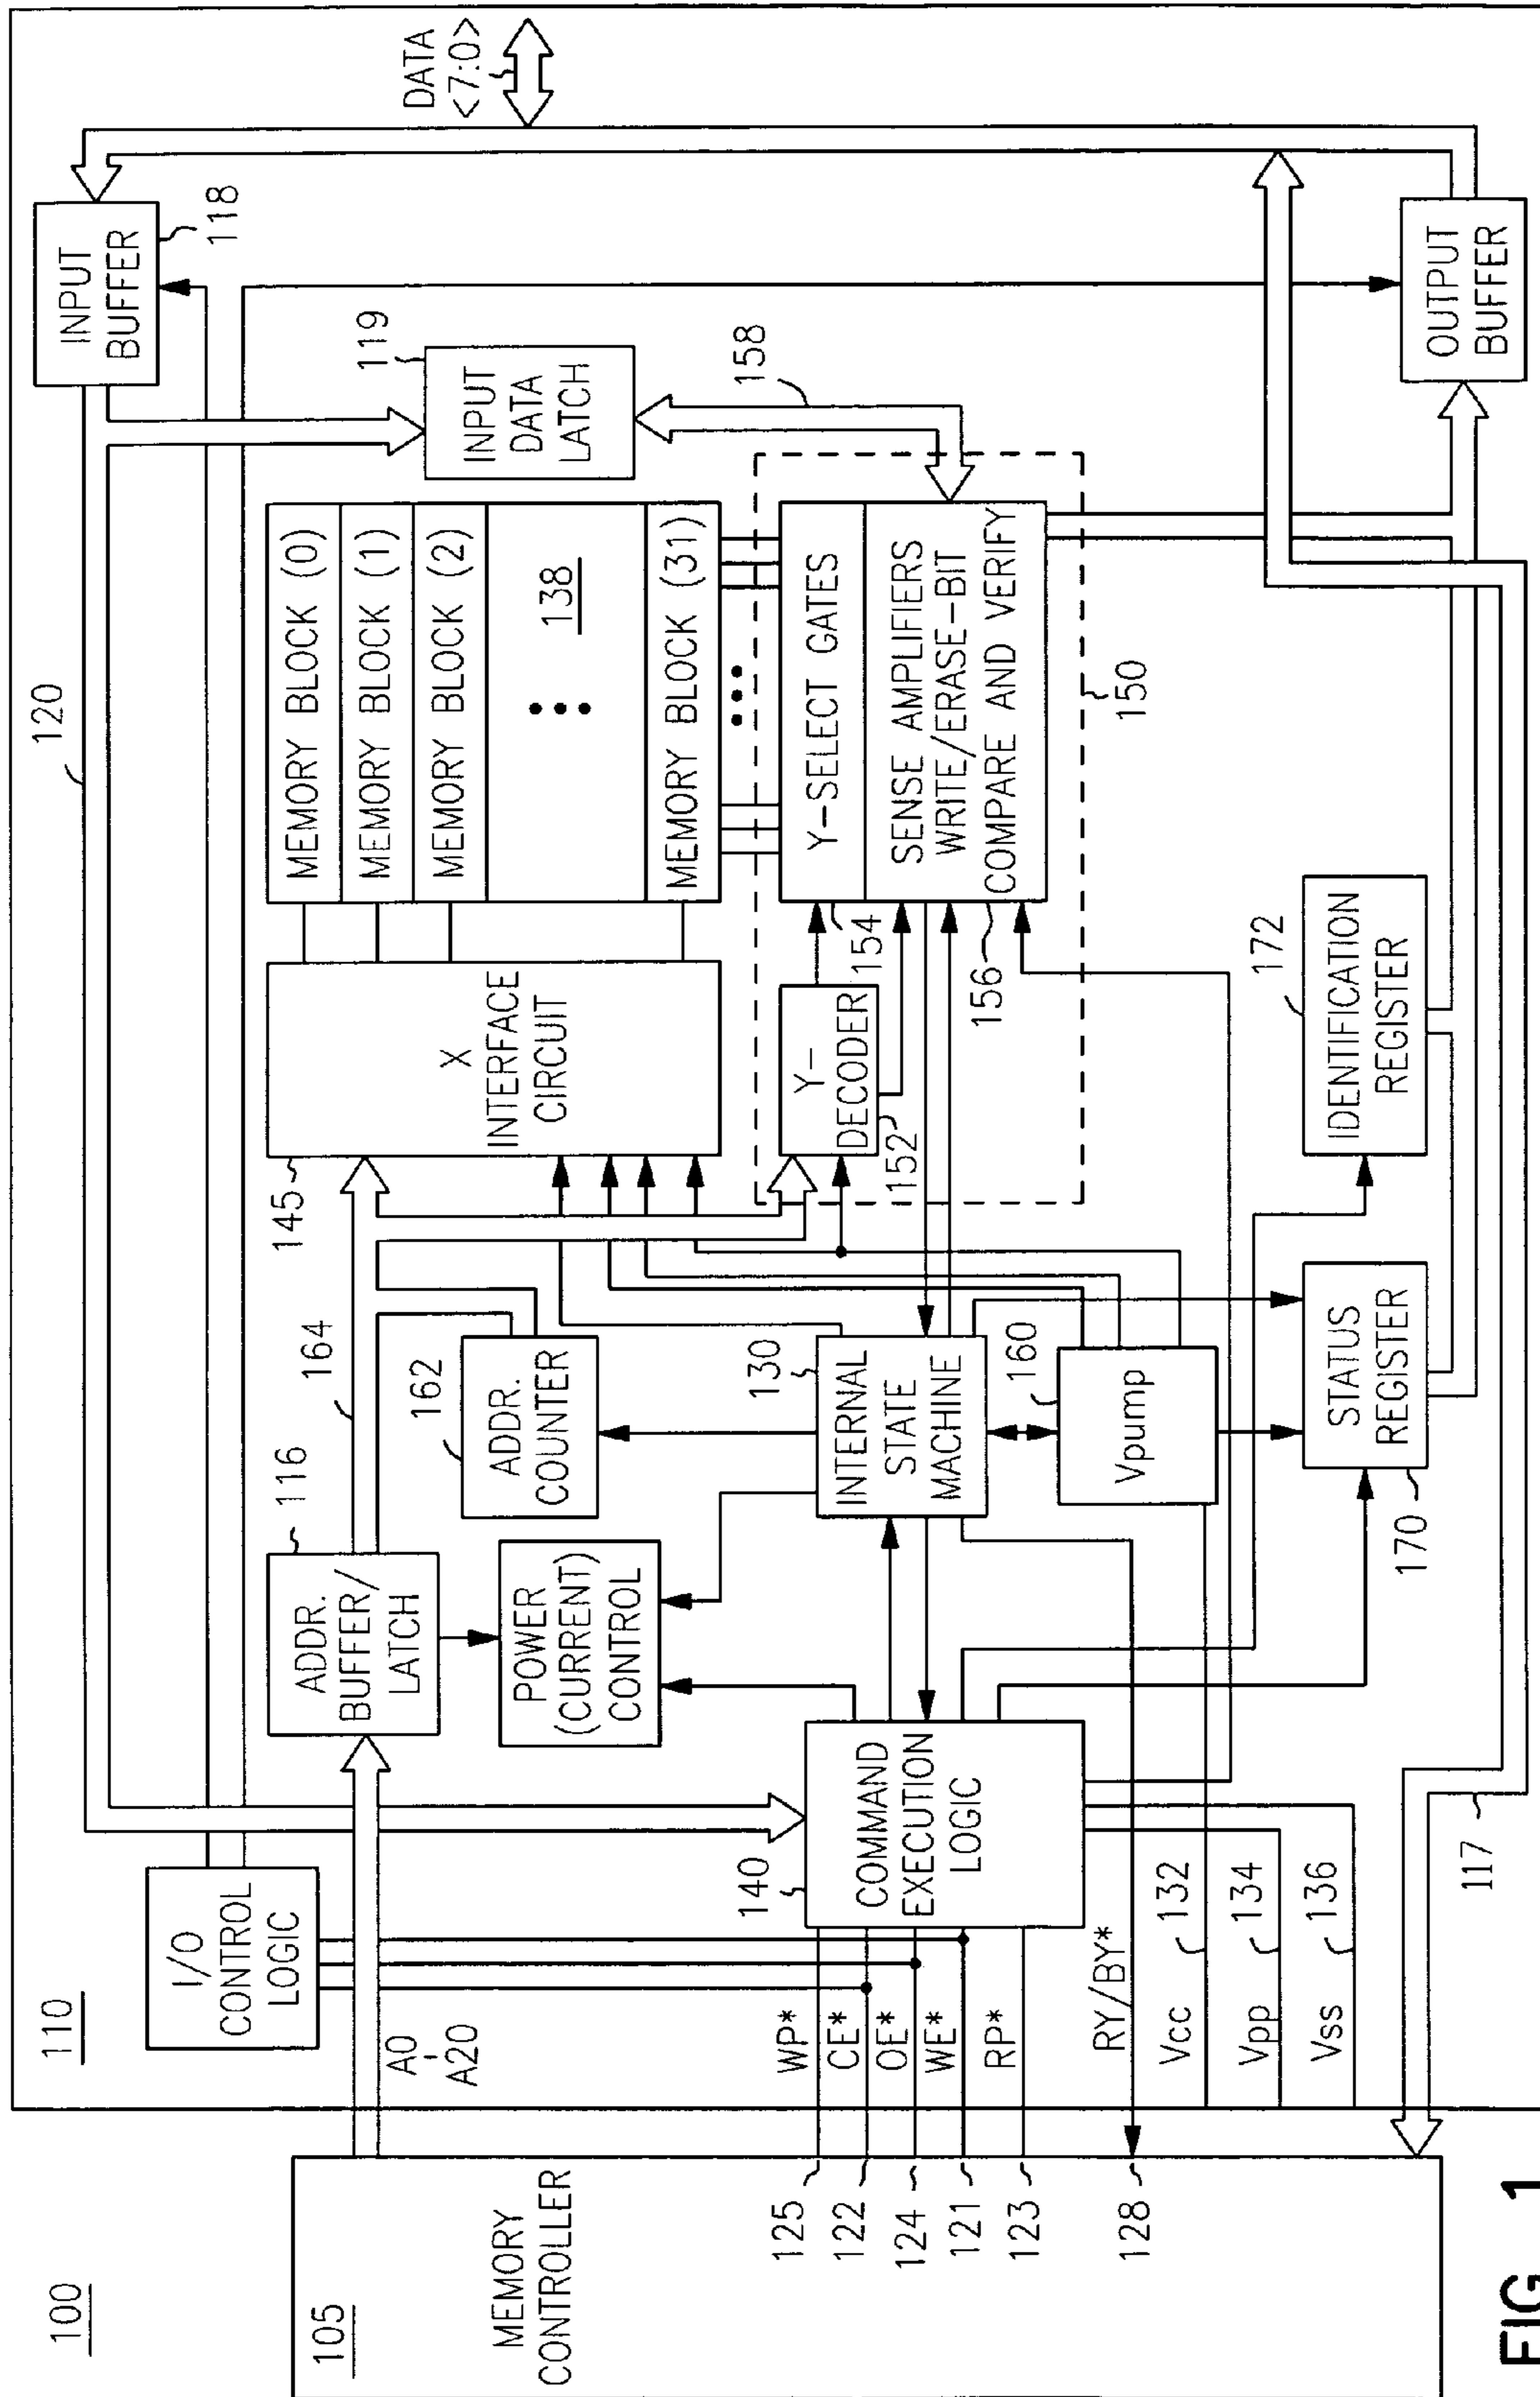 100
110
105
MEMORY
CONTROLLER
I/O
CONTROL
LOGIC
A0
-
A20
ADDR.
BUFFER/
LATCH
116
164
120
POWER
(CURRENT)
CONTROL
162
ADDR.
COUNTER
145
X
INTERFACE
CIRCUIT
MEMORY BLOCK (0)
MEMORY BLOCK (1)
MEMORY BLOCK (2)
138
MEMORY BLOCK (31)
INPUT
BUFFER
118
119
INPUT
DATA
LATCH
158
DATA
<7:0>
140
COMMAND
EXECUTION
LOGIC
130
INTERNAL
STATE
MACHINE
160
Vpump
Y-
DECODER
152
154
156
Y-SELECT GATES
SENSE AMPLIFIERS
WRITE/ERASE-BIT
COMPARE AND VERIFY
150
125
WP*
122
CE*
124
OE*
121
WE*
123
RP*
128
RY/BY*
Vcc
132
Vpp
134
Vss
136
117
170
STATUS
REGISTER
172
IDENTIFICATION
REGISTER
OUTPUT
BUFFER
FIG. 1